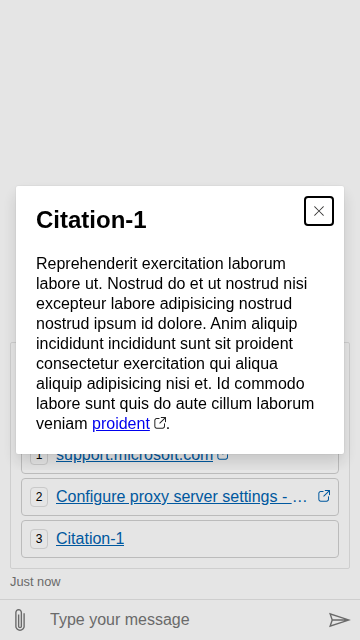 Citation-1
Reprehenderit exercitation laborum
labore ut. Nostrud do et ut nostrud nisi
excepteur labore adipisicing nostrud
nostrud ipsum id dolore. Anim aliquip
incididunt incididunt sunt sit proident
consectetur exercitation qui aliqua
aliquip adipisicing nisi et. Id commodo
labore sunt quis do aute cillum laborum
veniam proident.
1 support.microsoft.com
2 Configure proxy server settings - ...
3 Citation-1
Just now
Type your message